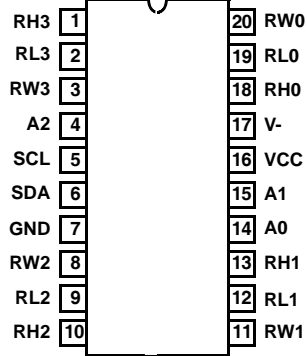 RH3 1 20 RW0
RL3 2 19 RL0
RW3 3 18 RH0
A2 4 17 V-
SCL 5 16 VCC
SDA 6 15 A1
GND 7 14 A0
RW2 8 13 RH1
RL2 9 12 RL1
RH2 10 11 RW1